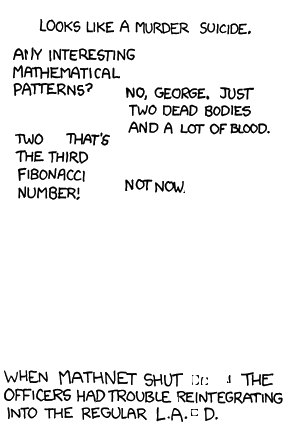 LOOKS LIKE A MURDER SUICIDE.
ANY INTERESTING
MATHEMATICAL
PATTERNS?
NO, GEORGE. JUST
TWO DEAD BODIES
AND A LOT OF BLOOD.
TWO THAT'S
THE THIRD
FIBONACCI
NUMBER!
NOT NOW.
WHEN MATHNET SHUT THE
OFFICERS HAD TROUBLE REINTEGRATING
INTO THE REGULAR